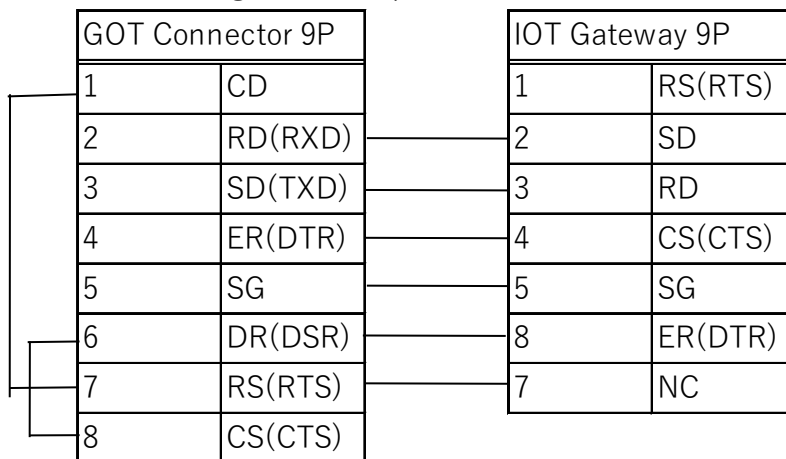 GOT Connector 9P IOT Gateway 9P
1 CD 1 RS(RTS)
2 RD(RXD) 2 SD
3 SD(TXD) 3 RD
4 ER(DTR) 4 CS(CTS)
5 SG 5 SG
6 DR(DSR) 8 ER(DTR)
7 RS(RTS) 7 NC
8 CS(CTS)